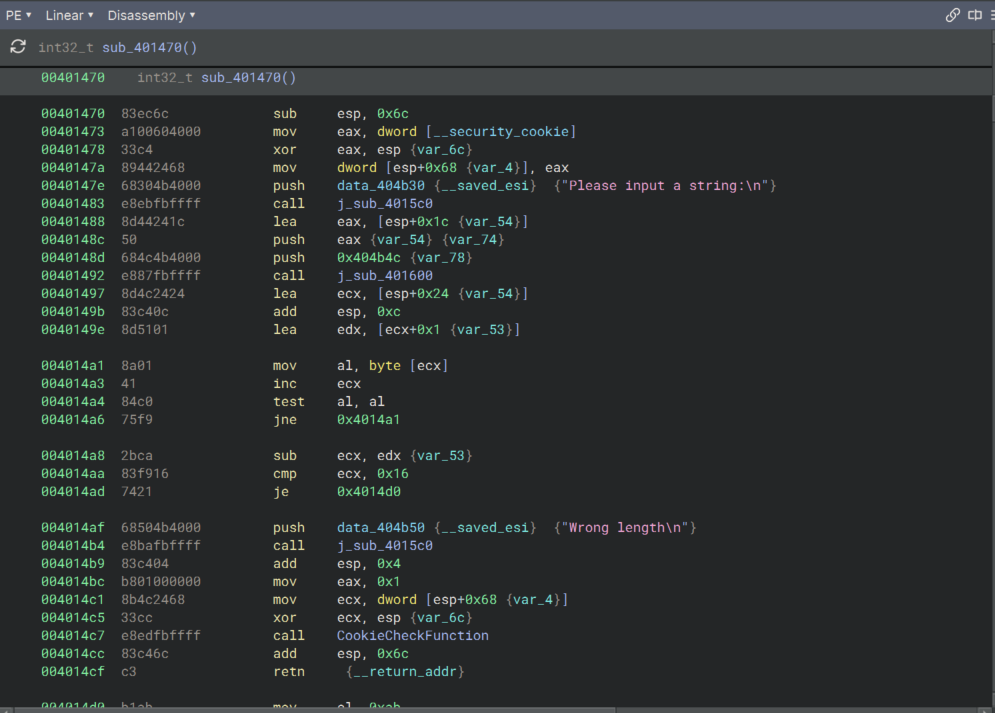 PE ▾ Linear ▾ Disassembly ▾
int32_t sub_401470()
00401470 int32_t sub_401470()
00401470 83ec6c sub esp, 0x6c
00401473 a100604000 mov eax, dword [__security_cookie]
00401478 33c4 xor eax, esp {var_6c}
0040147a 89442468 mov dword [esp+0x68 {var_4}], eax
0040147e 68304b4000 push data_404b30 {__saved_esi} {"Please input a string:\n"}
00401483 e8ebfbffff call j_sub_4015c0
00401488 8d44241c lea eax, [esp+0x1c {var_54}]
0040148c 50 push eax {var_54} {var_74}
0040148d 684c4b4000 push 0x404b4c {var_78}
00401492 e887fbffff call j_sub_401600
00401497 8d4c2424 lea ecx, [esp+0x24 {var_54}]
0040149b 83c40c add esp, 0xc
0040149e 8d5101 lea edx, [ecx+0x1 {var_53}]
004014a1 8a01 mov al, byte [ecx]
004014a3 41 inc ecx
004014a4 84c0 test al, al
004014a6 75f9 jne 0x4014a1
004014a8 2bca sub ecx, edx {var_53}
004014aa 83f916 cmp ecx, 0x16
004014ad 7421 je 0x4014d0
004014af 68504b4000 push data_404b50 {__saved_esi} {"Wrong length\n"}
004014b4 e8bafbffff call j_sub_4015c0
004014b9 83c404 add esp, 0x4
004014bc b801000000 mov eax, 0x1
004014c1 8b4c2468 mov ecx, dword [esp+0x68 {var_4}]
004014c5 33cc xor ecx, esp {var_6c}
004014c7 e8edfbffff call CookieCheckFunction
004014cc 83c46c add esp, 0x6c
004014cf c3 retn {__return_addr}
004014d0 b1ab mov cl, 0xab